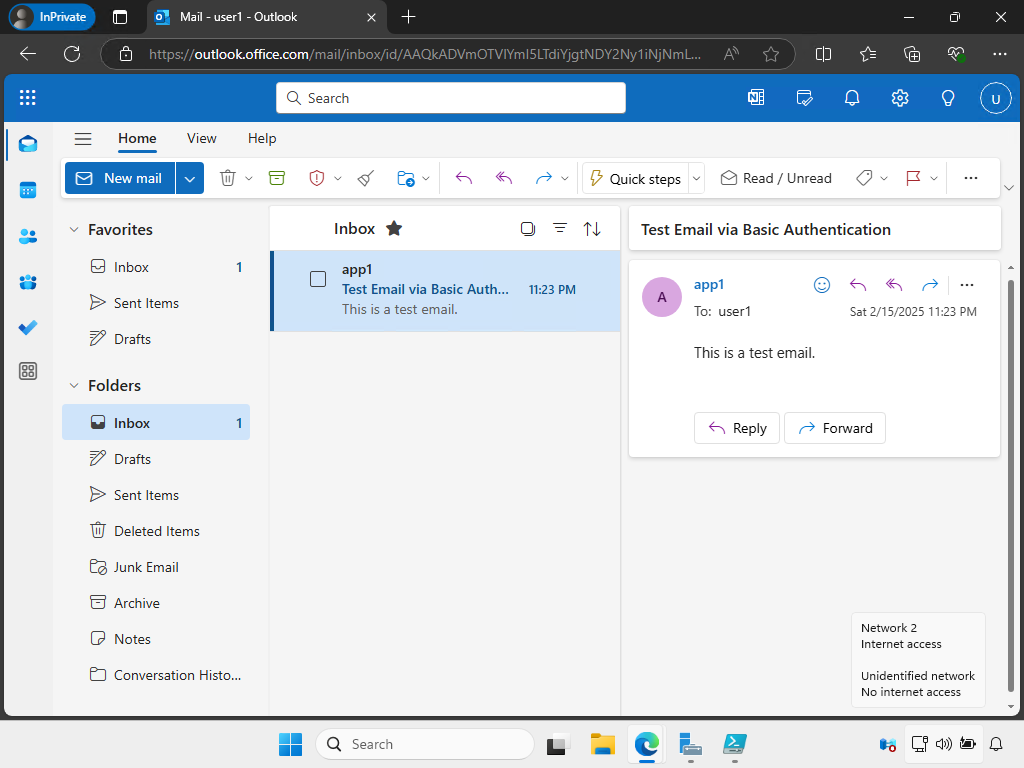 InPrivate
Mail - user1 - Outlook
https://outlook.office.com/mail/inbox/id/AAQkADVmOTVlYmI5LTdiYjgtNDY2Ny1iNjNmL...
Search
U
Home
View
Help
New mail
Quick steps
Read / Unread
Favorites
Inbox
1
Sent Items
Drafts
Folders
Inbox
1
Drafts
Sent Items
Deleted Items
Junk Email
Archive
Notes
Conversation Histo...
Inbox
app1
Test Email via Basic Auth...
11:23 PM
This is a test email.
Test Email via Basic Authentication
A
app1
To: user1
Sat 2/15/2025 11:23 PM
This is a test email.
Reply
Forward
Network 2
Internet access
Unidentified network
No internet access
Search